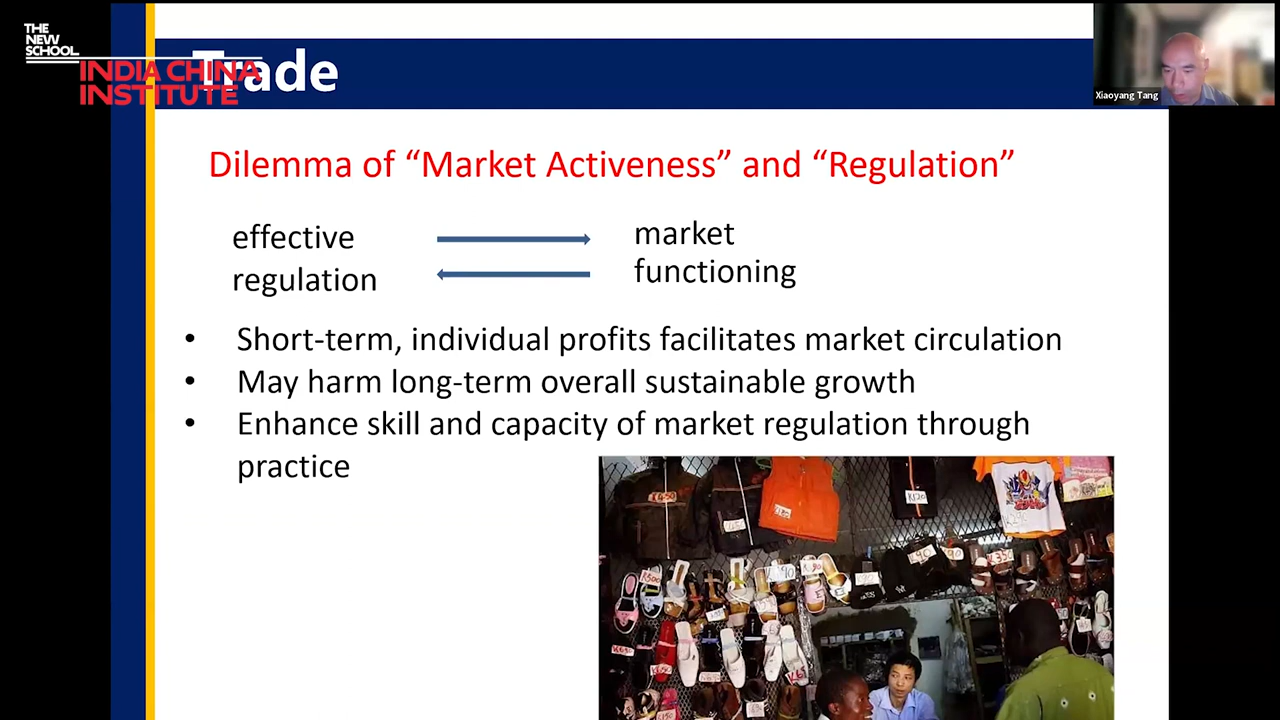 THE
NEW
SCHOOL
INDIA CHINA
INSTITUTE
Trade
Xiaoyang Tang
Dilemma of “Market Activeness” and “Regulation”
effective
regulation
market
functioning
• Short-term, individual profits facilitates market circulation
• May harm long-term overall sustainable growth
• Enhance skill and capacity of market regulation through
practice